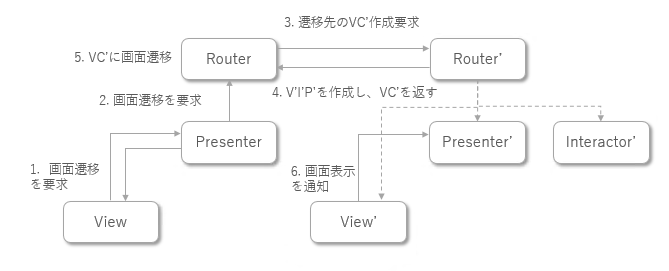 3. 遷移先のVC’作成要求
5. VC’に画面遷移
Router
Router’
4. V’I’P’を作成し、VC’を返す
2. 画面遷移を要求
Presenter
Presenter’
Interactor’
1. 画面遷移
を要求
6. 画面表示
を通知
View
View’